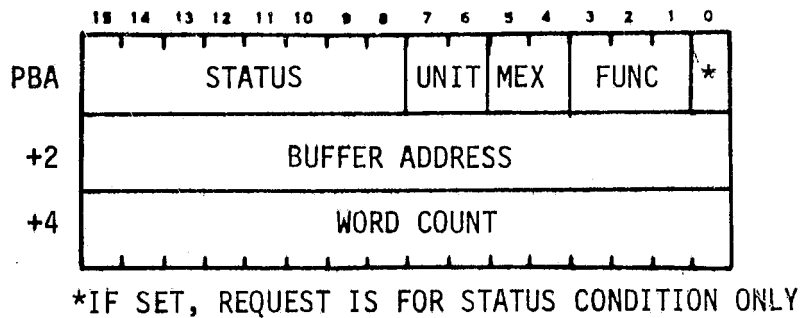 15 14 13 12 11 10 9 8 7 6 5 4 3 2 1 0
PBA STATUS UNIT MEX FUNC *
+2 BUFFER ADDRESS
+4 WORD COUNT
*IF SET, REQUEST IS FOR STATUS CONDITION ONLY